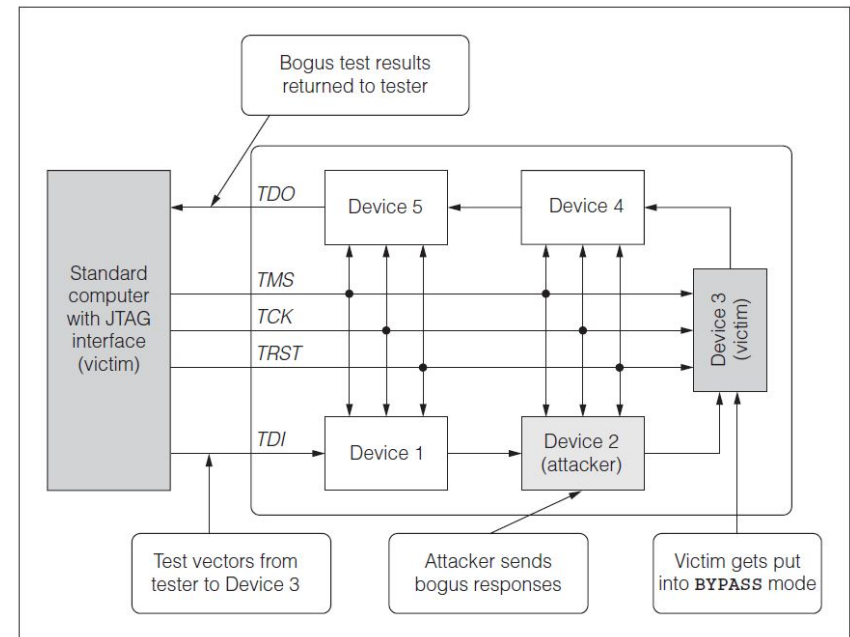 Bogus test results
returned to tester
TDO
Device 5
Device 4
Standard
computer
with JTAG
interface
(victim)
TMS
TCK
TRST
Device 3
(victim)
TDI
Device 1
Device 2
(attacker)
Test vectors from
tester to Device 3
Attacker sends
bogus responses
Victim gets put
into BYPASS mode